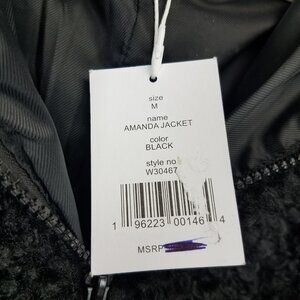 size
M
name
AMANDA JACKET
color
BLACK
style no
W30467
1 96223 00146 4
MSRP